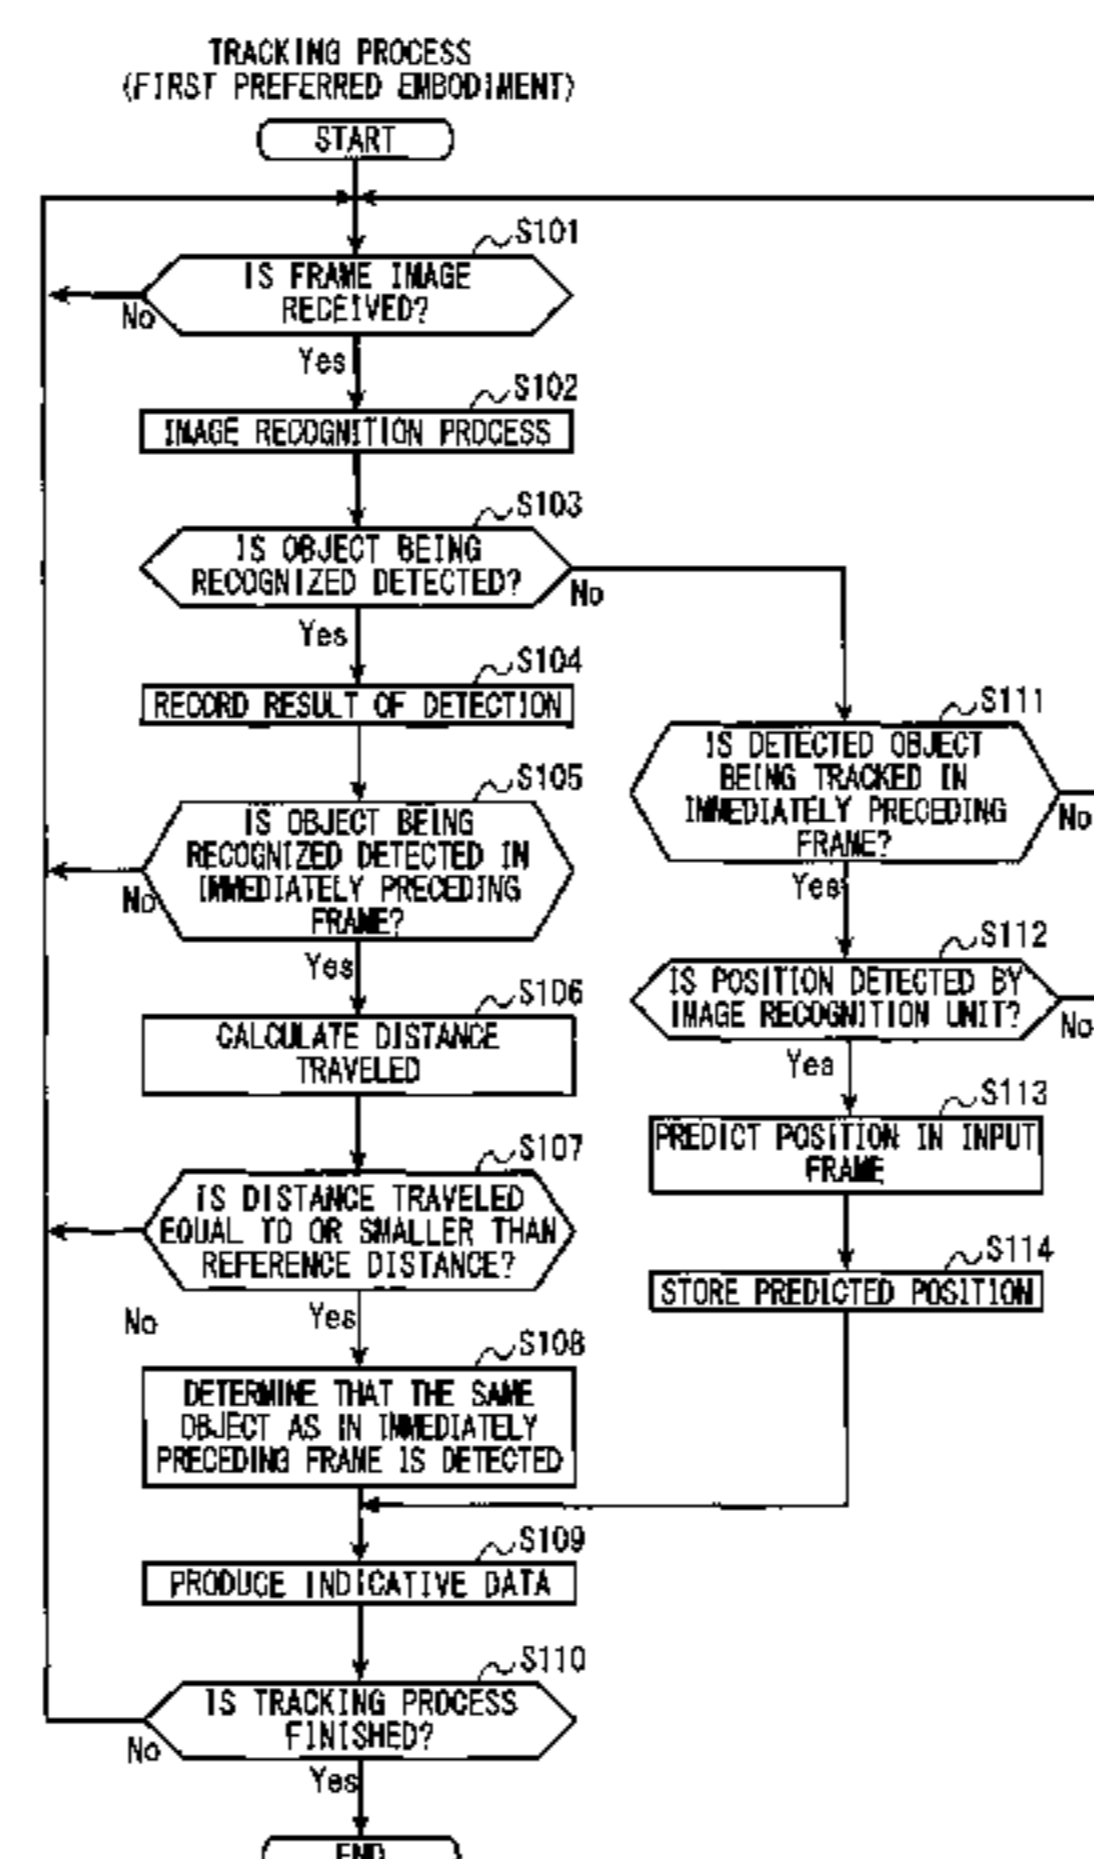 TRACKING PROCESS
(FIRST PREFERRED EMBODIMENT)
START
S101
IS FRAME IMAGE
RECEIVED?
No
Yes
S102
IMAGE RECOGNITION PROCESS
S103
IS OBJECT BEING
RECOGNIZED DETECTED?
No
Yes
S104
RECORD RESULT OF DETECTION
S105
IS OBJECT BEING
RECOGNIZED DETECTED IN
IMMEDIATELY PRECEDING
FRAME?
No
Yes
S106
CALCULATE DISTANCE
TRAVELED
S107
IS DISTANCE TRAVELED
EQUAL TO OR SMALLER THAN
REFERENCE DISTANCE?
No
Yes
S108
DETERMINE THAT THE SAME
OBJECT AS IN IMMEDIATELY
PRECEDING FRAME IS DETECTED
S109
PRODUCE INDICATIVE DATA
S110
IS TRACKING PROCESS
FINISHED?
No
Yes
END
S111
IS DETECTED OBJECT
BEING TRACKED IN
IMMEDIATELY PRECEDING
FRAME?
No
Yes
S112
IS POSITION DETECTED BY
IMAGE RECOGNITION UNIT?
No
Yes
S113
PREDICT POSITION IN INPUT
FRAME
S114
STORE PREDICTED POSITION